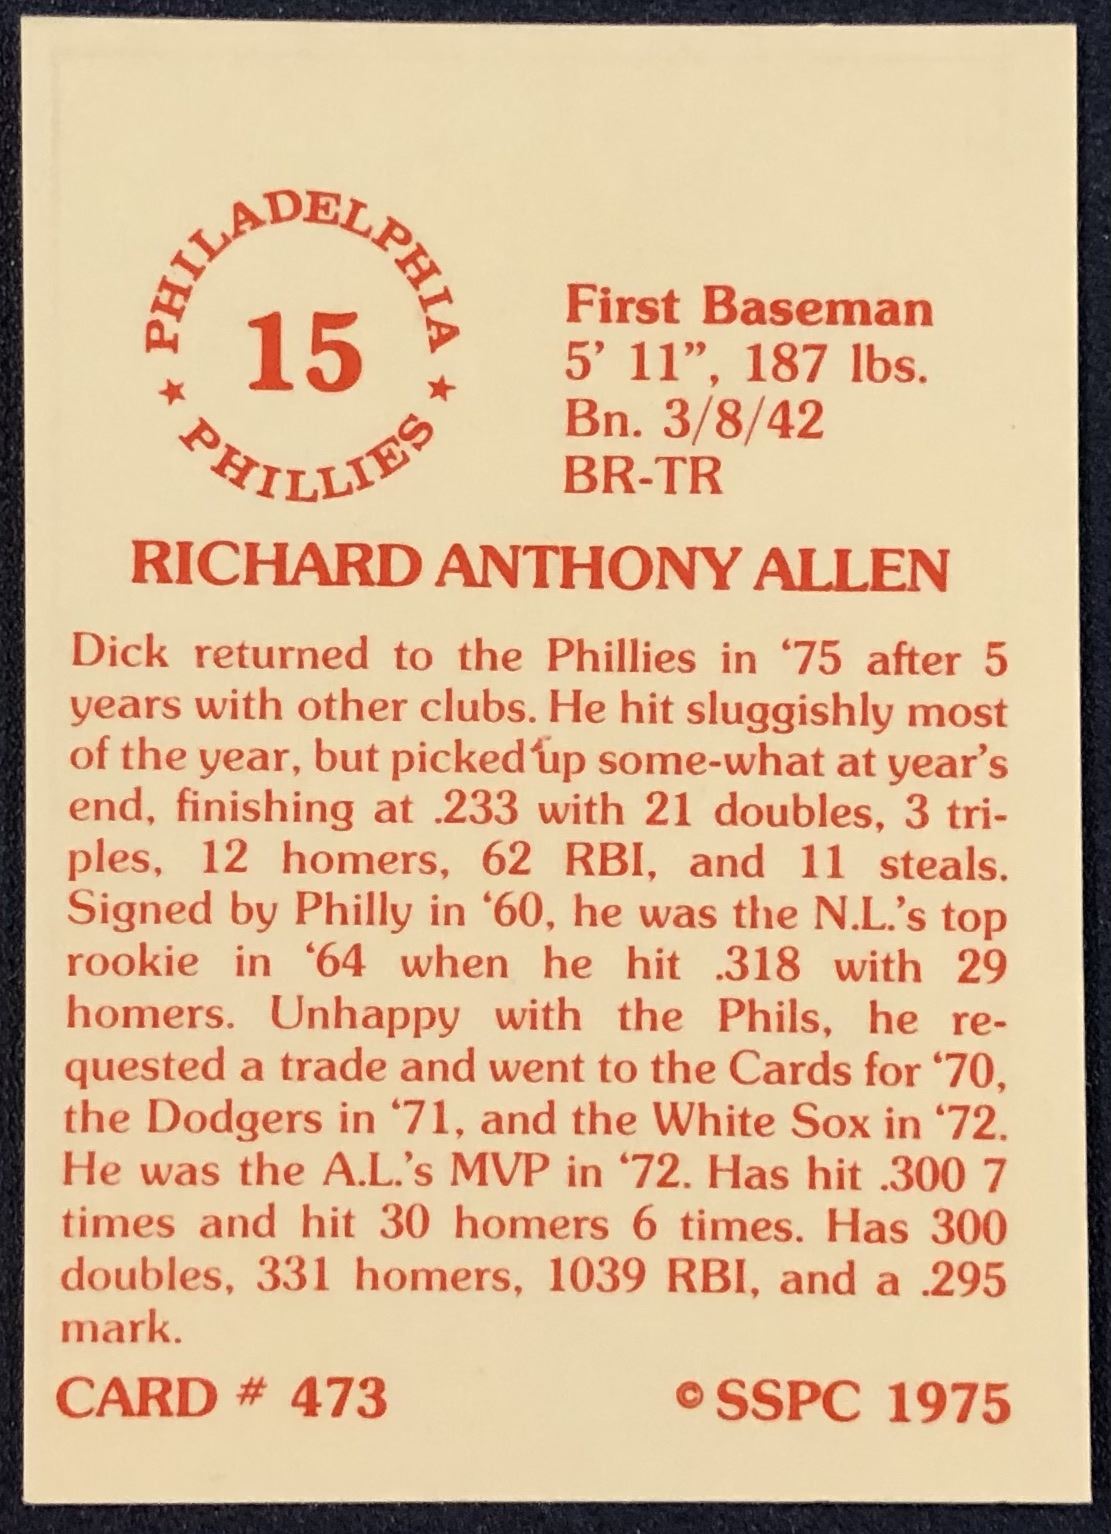 PHILADELPHIA
15
★ PHILLIES ★
First Baseman
5' 11”, 187 lbs.
Bn. 3/8/42
BR-TR
RICHARD ANTHONY ALLEN
Dick returned to the Phillies in ‘75 after 5
years with other clubs. He hit sluggishly most
of the year, but picked up some-what at year’s
end, finishing at .233 with 21 doubles, 3 tri-
ples, 12 homers, 62 RBI, and 11 steals.
Signed by Philly in ‘60, he was the N.L.’s top
rookie in ‘64 when he hit .318 with 29
homers. Unhappy with the Phils, he re-
quested a trade and went to the Cards for ‘70,
the Dodgers in ‘71, and the White Sox in ‘72.
He was the A.L.’s MVP in ‘72. Has hit .300 7
times and hit 30 homers 6 times. Has 300
doubles, 331 homers, 1039 RBI, and a .295
mark.
CARD # 473
© SSPC 1975